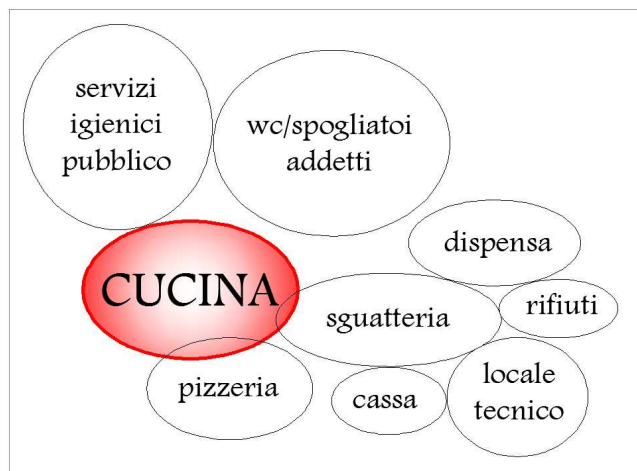 servizi
igienici
pubblico
wc/spogliatoi
addetti
dispensa
CUCINA
sguatteria
rifiuti
pizzeria
cassa
locale
tecnico